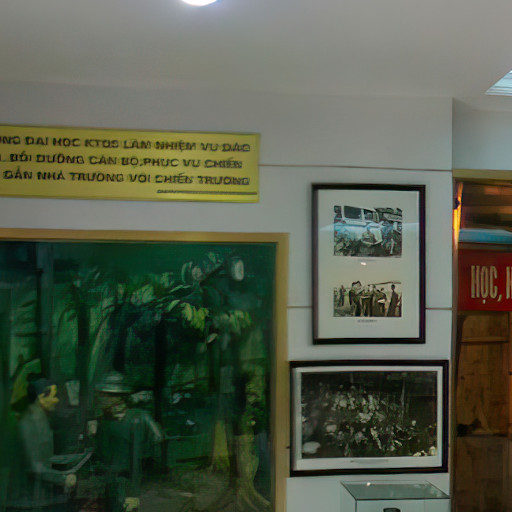 ĐẠI HỌC KTQS LÀM NHIỆM VỤ ĐÀO
BỒI DƯỠNG CÁN BỘ, PHỤC VỤ CHIẾN
GẮN NHÀ TRƯỜNG VỚI CHIẾN TRƯỜNG
HỌC,